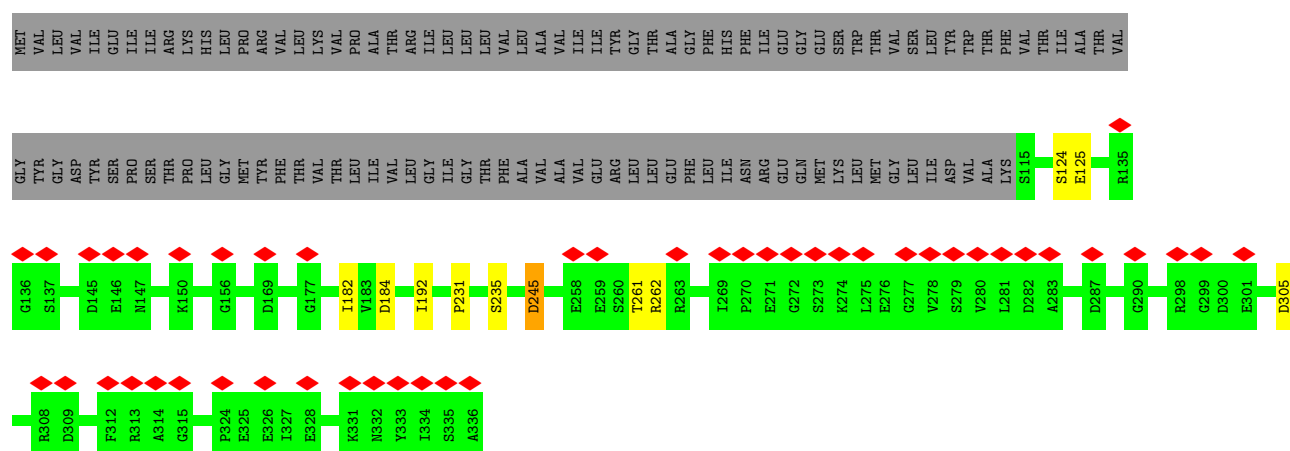 MET VAL LEU VAL ILE GLU ILE ILE ARG LYS HIS LEU PRO ARG VAL LEU LYS VAL PRO ALA THR ARG ILE LEU LEU LEU VAL LEU ALA VAL ILE ILE TYR GLY THR ALA GLY PHE HIS PHE ILE GLU GLY GLU SER TRP THR VAL SER LEU TYR TRP THR PHE VAL THR ILE ALA THR VAL
GLY TYR GLY ASP TYR SER PRO SER THR PRO LEU GLY MET TYR PHE THR VAL THR LEU ILE VAL LEU GLY ILE GLY THR PHE ALA VAL ALA VAL GLU ARG LEU LEU GLU PHE LEU ILE ASN ARG GLU GLN MET LYS LEU MET GLY LEU ILE ASP VAL ALA LYS S115 S124 E125 R135
G136 S137 D145 E146 N147 K150 G156 D169 G177 I182 V183 D184 I192 P231 S235 D245 E258 E259 S260 T261 R262 R263 I269 P270 E271 G272 S273 K274 L275 E276 G277 V278 S279 V280 L281 D282 A283 D287 G290 R298 G299 D300 E301 D305
R308 D309 F312 R313 A314 G315 P324 E325 E326 I327 E328 K331 N332 Y333 I334 S335 A336